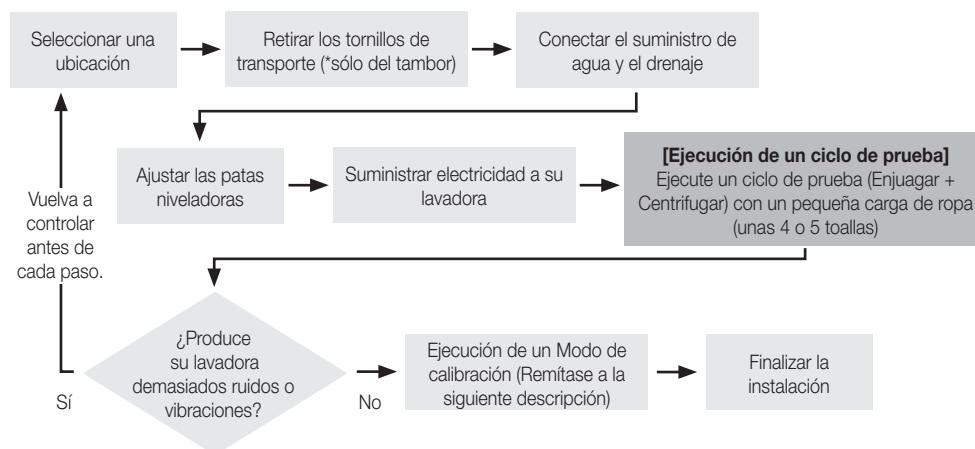 Seleccionar una
ubicación
Retirar los tornillos de
transporte (*sólo del tambor)
Conectar el suministro de
agua y el drenaje
Ajustar las patas
niveladoras
Suministrar electricidad a su
lavadora
[Ejecución de un ciclo de prueba]
Ejecute un ciclo de prueba (Enjuagar +
Centrifugar) con un pequeña carga de ropa
(unas 4 o 5 toallas)
Vuelva a
controlar
antes de
cada paso.
¿Produce
su lavadora
demasiados ruidos o
vibraciones?
Sí
No
Ejecución de un Modo de
calibración (Remítase a la
siguiente descripción)
Finalizar la
instalación